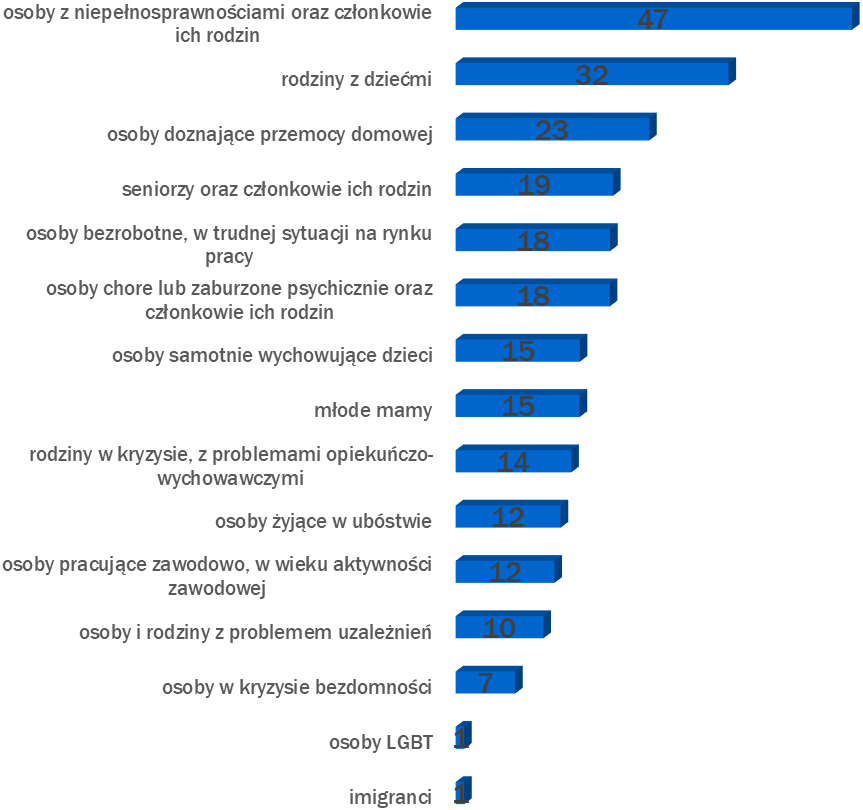 osoby z niepełnosprawnościami oraz członkowie
ich rodzin
47
rodziny z dziećmi
32
osoby doznające przemocy domowej
23
seniorzy oraz członkowie ich rodzin
19
osoby bezrobotne, w trudnej sytuacji na rynku
pracy
18
osoby chore lub zaburzone psychicznie oraz
członkowie ich rodzin
18
osoby samotnie wychowujące dzieci
15
młode mamy
15
rodziny w kryzysie, z problemami opiekuńczo-
wychowawczymi
14
osoby żyjące w ubóstwie
12
osoby pracujące zawodowo, w wieku aktywności
zawodowej
12
osoby i rodziny z problemem uzależnień
10
osoby w kryzysie bezdomności
7
osoby LGBT
1
imigranci
1